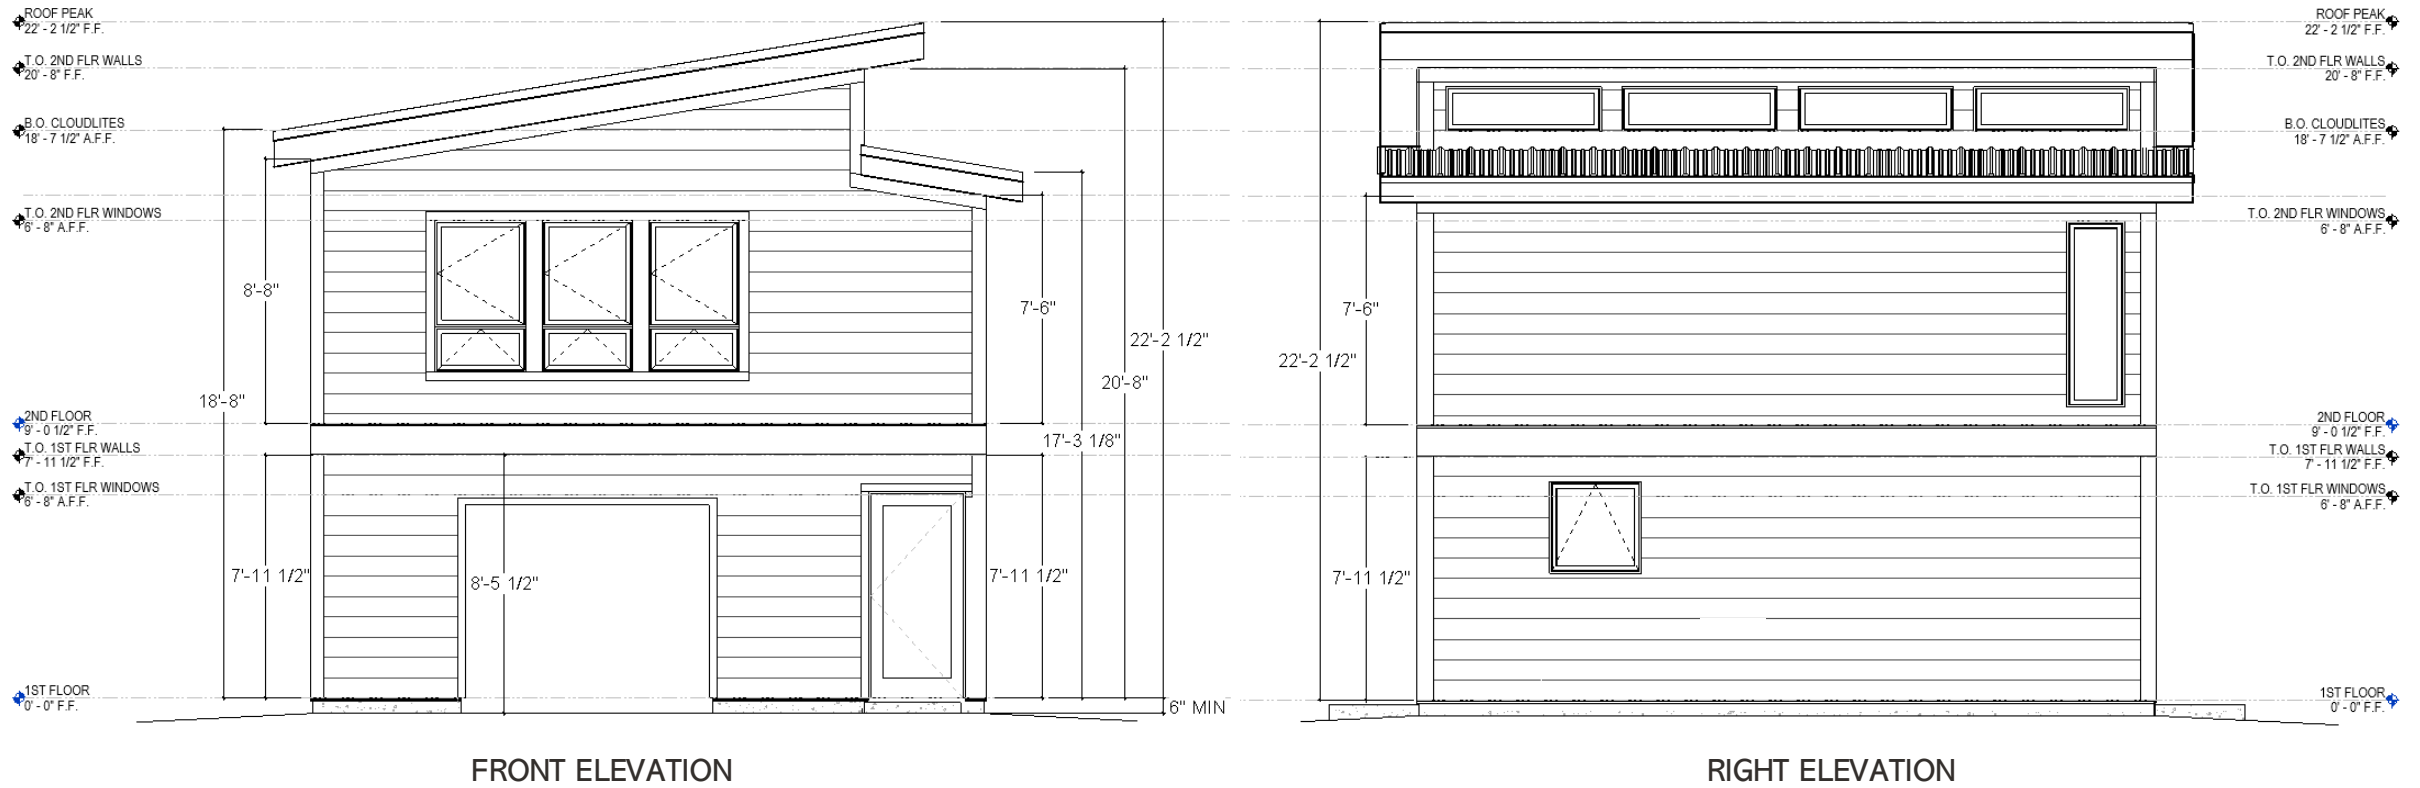 ROOF PEAK
22' - 2 1/2" F.F.
T.O. 2ND FLR WALLS
20' - 8" F.F.
B.O. CLOUDLITES
18' - 7 1/2" A.F.F.
T.O. 2ND FLR WINDOWS
6' - 8" A.F.F.
2ND FLOOR
9' - 0 1/2" F.F.
T.O. 1ST FLR WALLS
7' - 11 1/2" F.F.
T.O. 1ST FLR WINDOWS
6' - 8" A.F.F.
1ST FLOOR
0' - 0" F.F.
8'-8"
18'-8"
7'-11 1/2"
8'-5 1/2"
7'-6"
22'-2 1/2"
20'-8"
17'-3 1/8"
7'-11 1/2"
6" MIN
FRONT ELEVATION
7'-6"
22'-2 1/2"
7'-11 1/2"
ROOF PEAK
22' - 2 1/2" F.F.
T.O. 2ND FLR WALLS
20' - 8" F.F.
B.O. CLOUDLITES
18' - 7 1/2" A.F.F.
T.O. 2ND FLR WINDOWS
6' - 8" A.F.F.
2ND FLOOR
9' - 0 1/2" F.F.
T.O. 1ST FLR WALLS
7' - 11 1/2" F.F.
T.O. 1ST FLR WINDOWS
6' - 8" A.F.F.
1ST FLOOR
0' - 0" F.F.
RIGHT ELEVATION